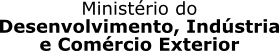 Ministério do
Desenvolvimento, Indústria
e Comércio Exterior